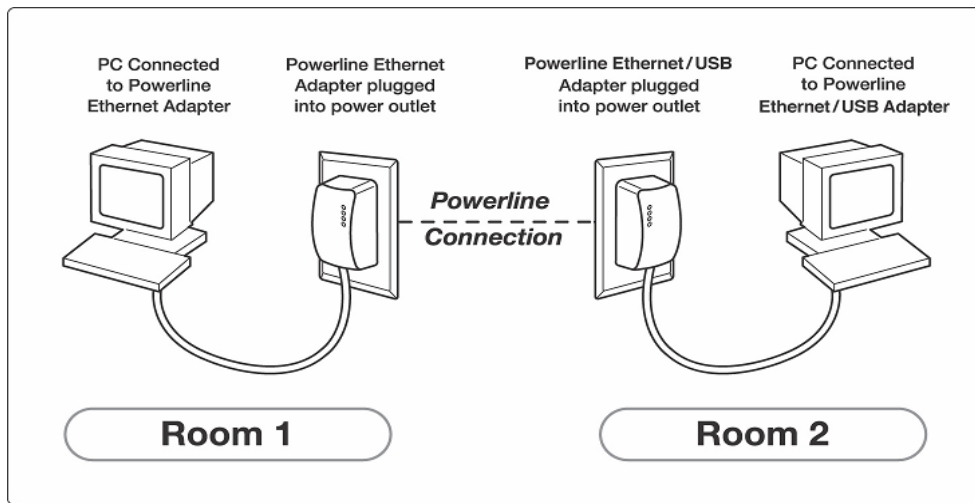 PC Connected
to Powerline
Ethernet Adapter
Powerline Ethernet
Adapter plugged
into power outlet
Powerline Ethernet/USB
Adapter plugged
into power outlet
PC Connected
to Powerline
Ethernet/USB Adapter
Powerline
Connection
Room 1
Room 2